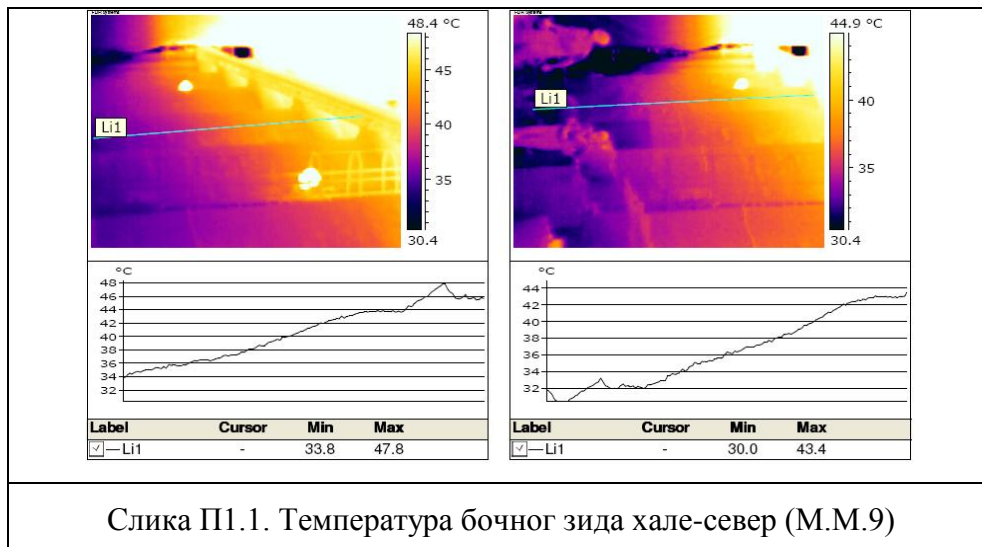 48.4 °C
45
40
35
30.4
Li1
°C
48
46
44
42
40
38
36
34
32
Label Cursor Min Max
Li1 - 33.8 47.8
44.9 °C
40
35
30.4
Li1
°C
44
42
40
38
36
34
32
Label Cursor Min Max
Li1 - 30.0 43.4
Слика П1.1. Температура бочног зида хале-север (М.М.9)